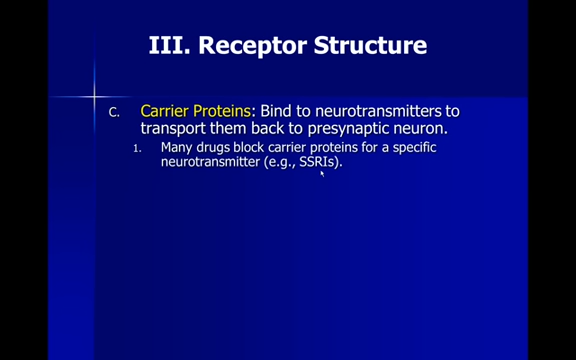 III. Receptor Structure
C. Carrier Proteins: Bind to neurotransmitters to
transport them back to presynaptic neuron.
1. Many drugs block carrier proteins for a specific
neurotransmitter (e.g., SSRIs).